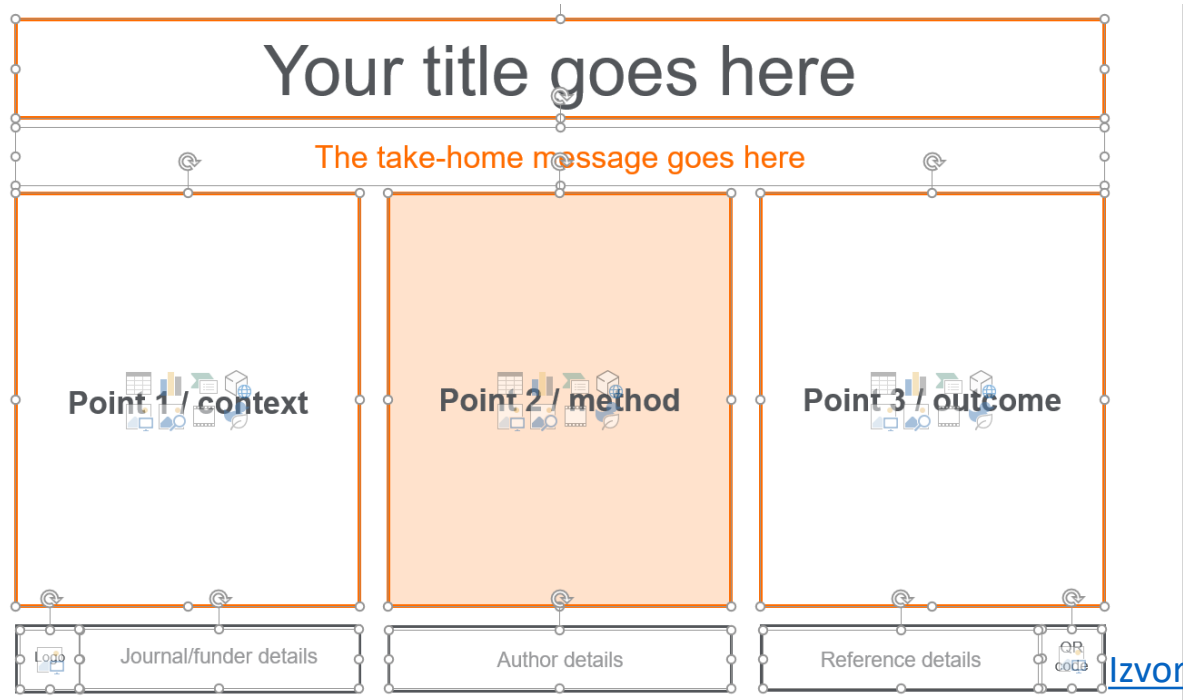 Your title goes here
The take-home message goes here
Point 1 / context
Point 2 / method
Point 3 / outcome
Logo
Journal/funder details
Author details
Reference details
QR
code
Izvor